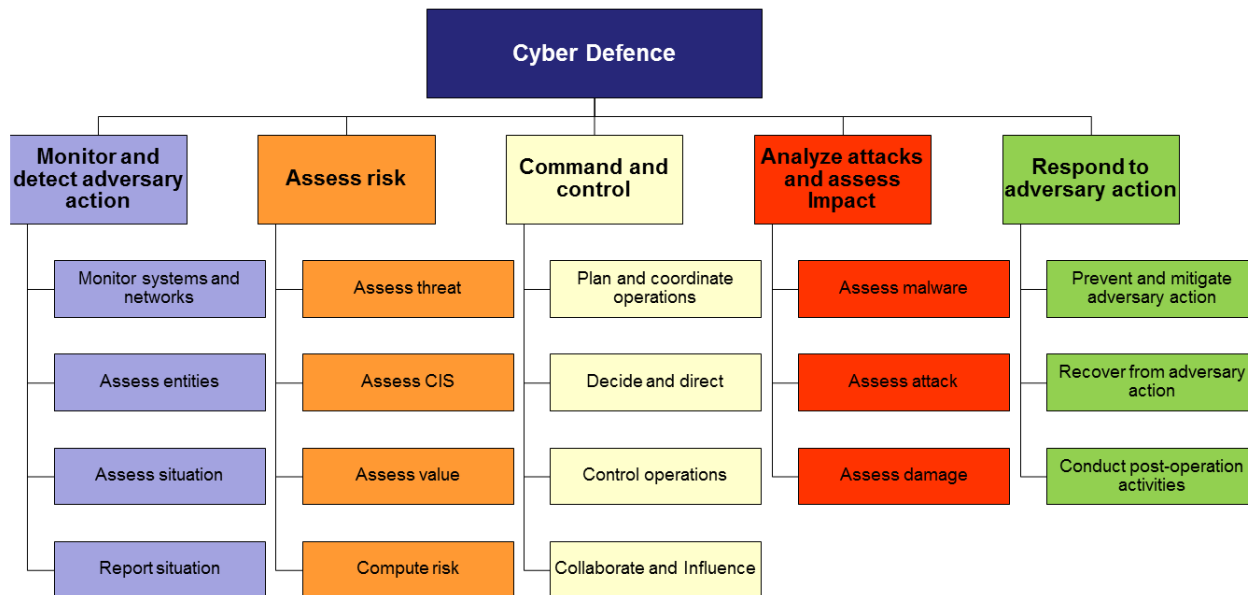 Cyber Defence
Monitor and
detect adversary
action
Monitor systems and
networks
Assess entities
Assess situation
Report situation
Assess risk
Assess threat
Assess CIS
Assess value
Compute risk
Command and
control
Plan and coordinate
operations
Decide and direct
Control operations
Collaborate and Influence
Analyze attacks
and assess
Impact
Assess malware
Assess attack
Assess damage
Respond to
adversary action
Prevent and mitigate
adversary action
Recover from adversary
action
Conduct post-operation
activities